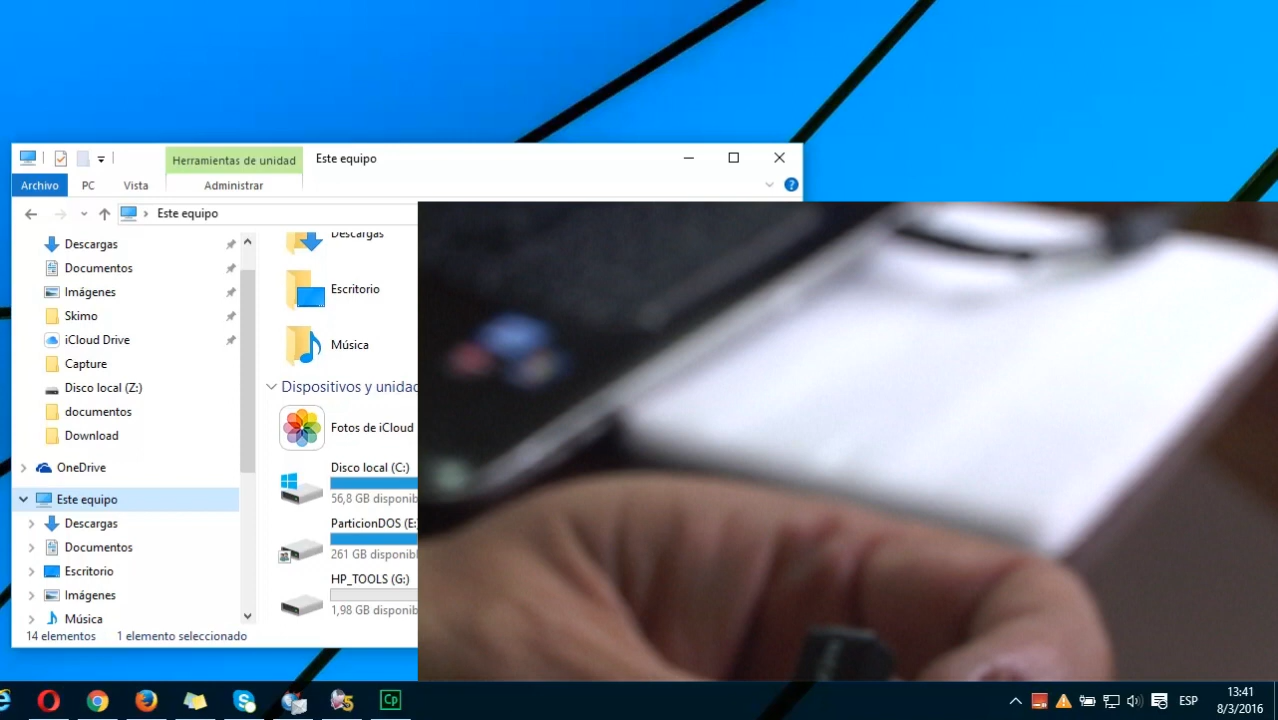 Herramientas de unidad
Este equipo
Archivo
PC
Vista
Administrar
Este equipo
Descargas
Documentos
Imágenes
Skimo
iCloud Drive
Capture
Disco local (Z:)
documentos
Download
OneDrive
Este equipo
Descargas
Documentos
Escritorio
Imágenes
Música
Descargas
Escritorio
Música
Dispositivos y unidad
Fotos de iCloud
Disco local (C:)
56,8 GB disponib
ParticionDOS (E:
261 GB disponibl
HP_TOOLS (G:)
1,98 GB disponib
14 elementos
1 elemento seleccionado
Cp
ESP
13:41
8/3/2016